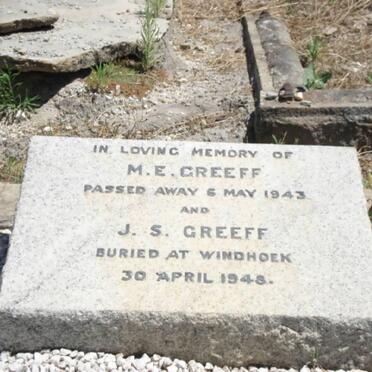 IN LOVING MEMORY OF
M.E. GREEFF
PASSED AWAY 6 MAY 1943
AND
J. S. GREEFF
BURIED AT WINDHOEK
30 APRIL 1948.